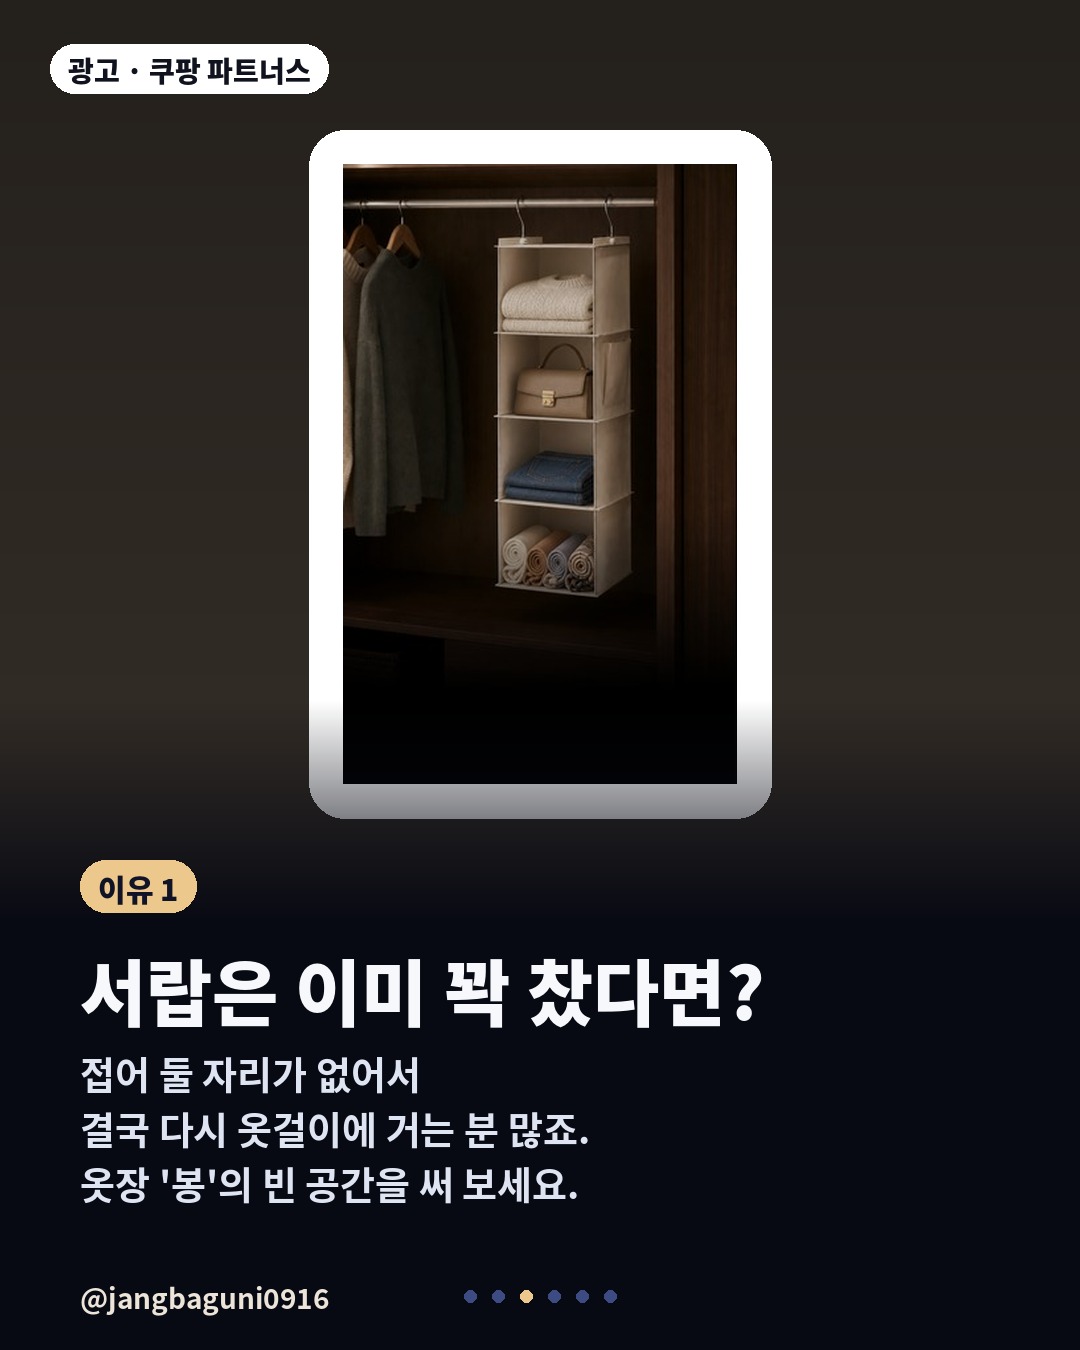 광고 · 쿠팡 파트너스
이유 1
서랍은 이미 꽉 찼다면?
접어 둘 자리가 없어서
결국 다시 옷걸이에 거는 분 많죠.
옷장 '봉'의 빈 공간을 써 보세요.
@jangbaguni0916